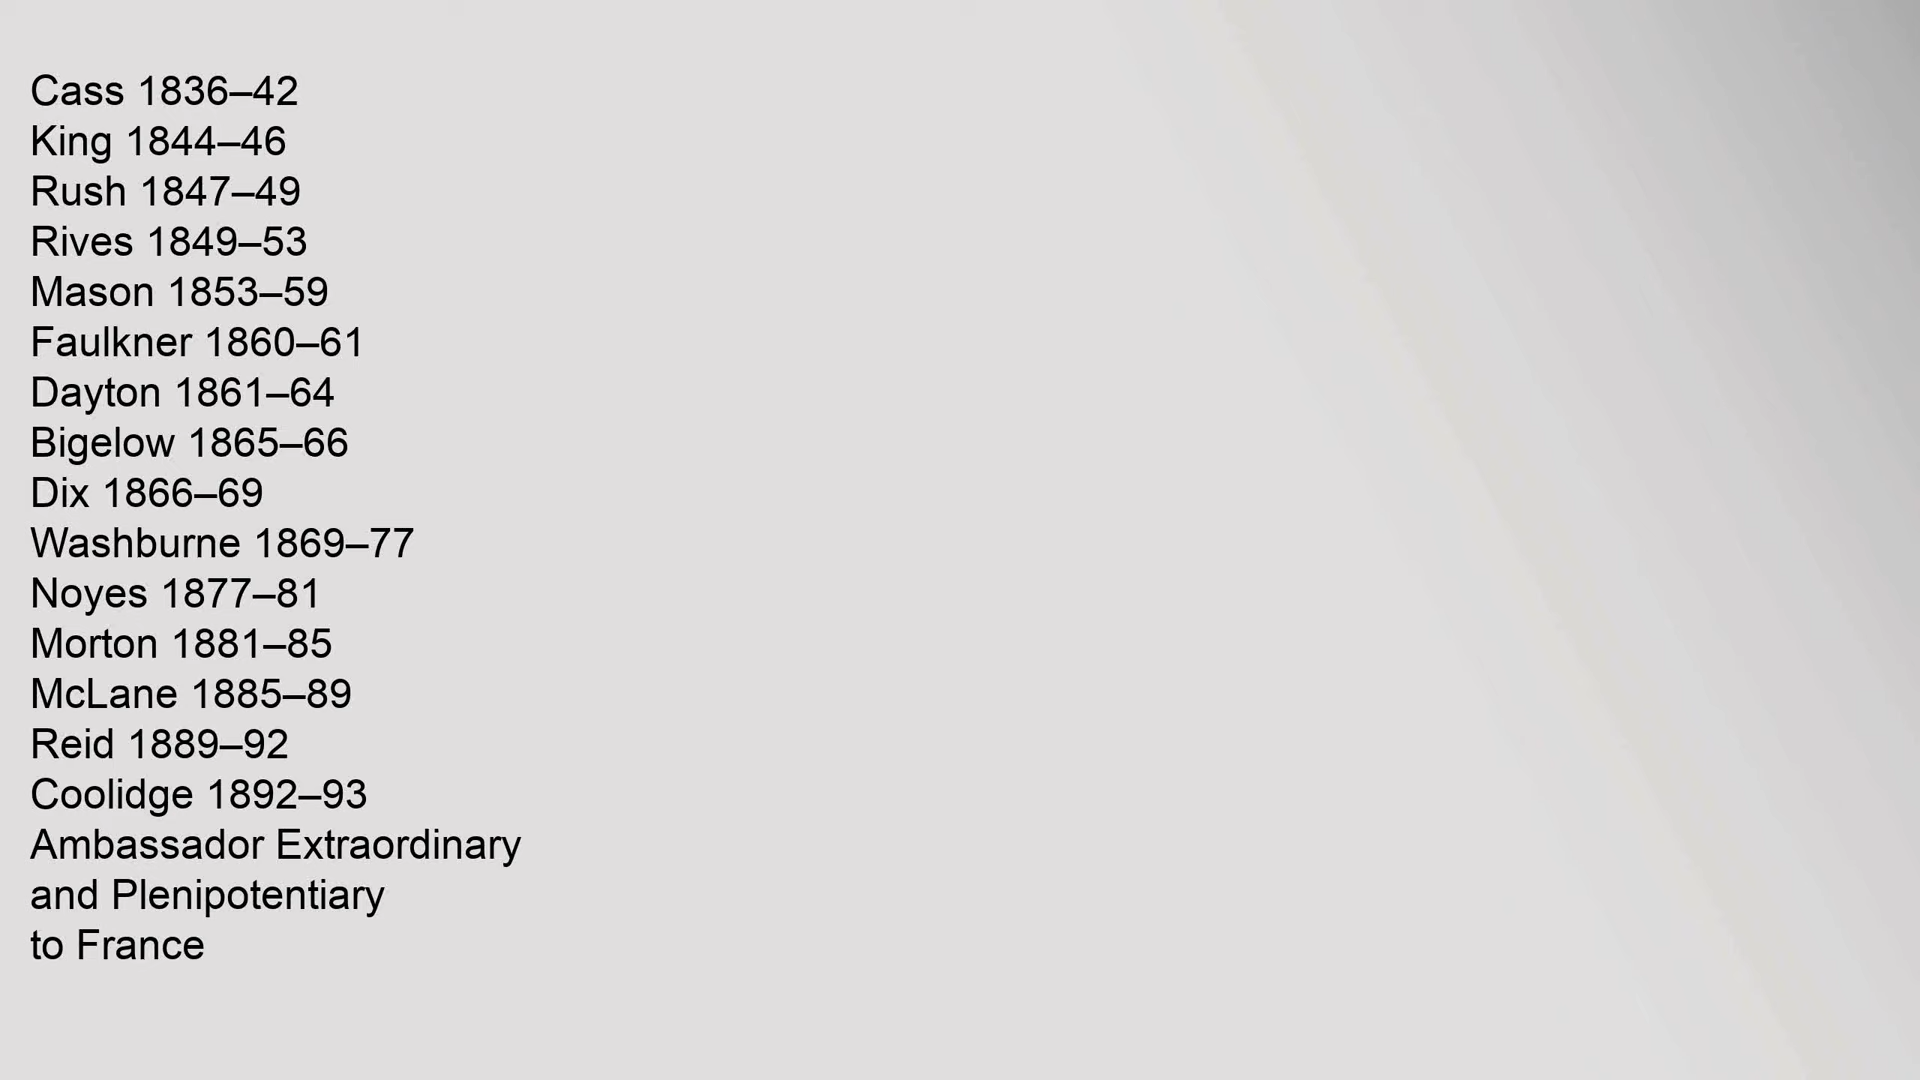 Cass 1836–42
King 1844–46
Rush 1847–49
Rives 1849–53
Mason 1853–59
Faulkner 1860–61
Dayton 1861–64
Bigelow 1865–66
Dix 1866–69
Washburne 1869–77
Noyes 1877–81
Morton 1881–85
McLane 1885–89
Reid 1889–92
Coolidge 1892–93
Ambassador Extraordinary
and Plenipotentiary
to France